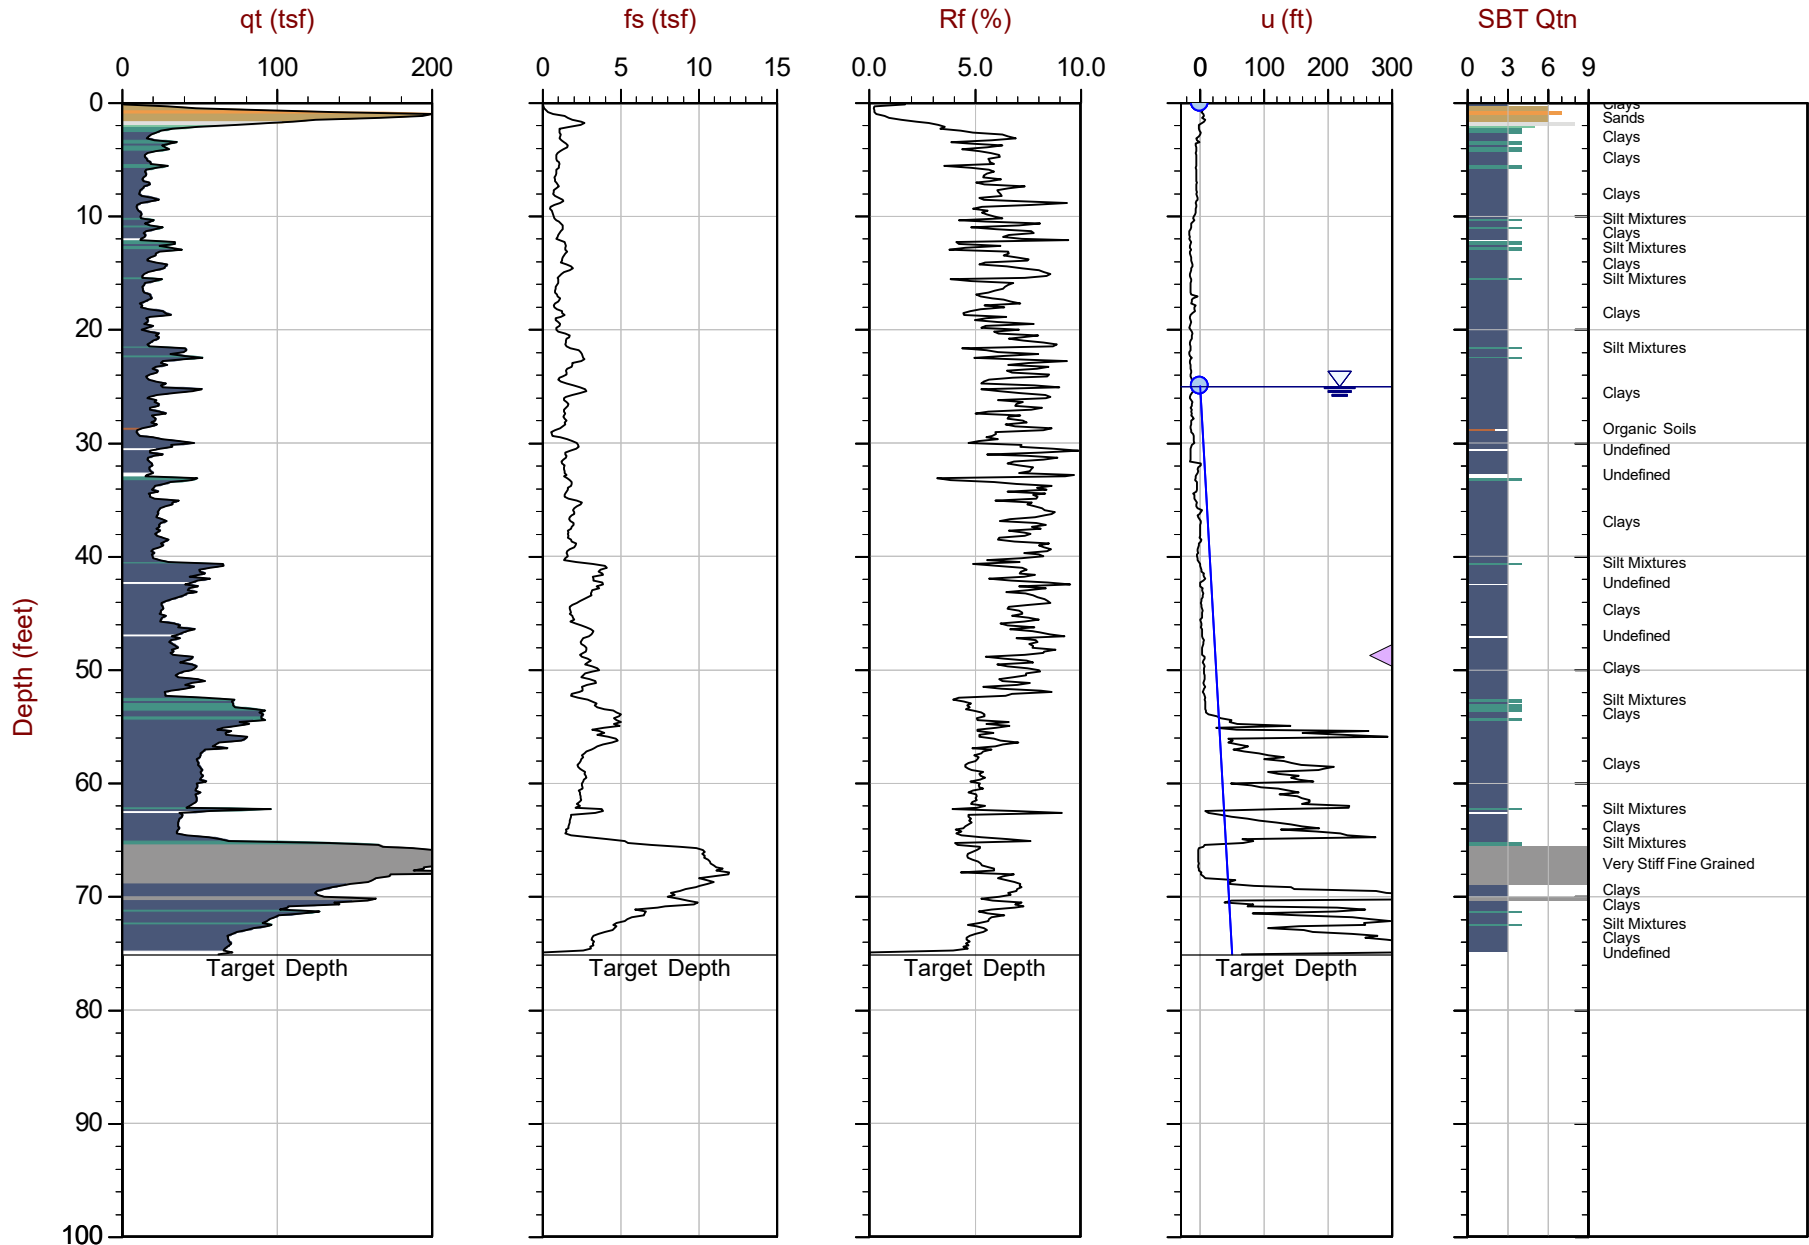 qt (tsf) fs (tsf) Rf (%) u (ft) SBT Qtn
0 100 200 0 5 10 15 0.0 5.0 10.0 0 100 200 300 0 3 6 9
0
10
20
30
40
50
60
70
80
90
100
Depth (feet)
Clays
Sands
Clays
Clays
Clays
Silt Mixtures
Clays
Silt Mixtures
Clays
Silt Mixtures
Clays
Silt Mixtures
Clays
Organic Soils
Undefined
Undefined
Clays
Silt Mixtures
Undefined
Clays
Undefined
Clays
Silt Mixtures
Clays
Clays
Silt Mixtures
Clays
Silt Mixtures
Very Stiff Fine Grained
Clays
Clays
Silt Mixtures
Clays
Undefined
Target Depth Target Depth Target Depth Target Depth